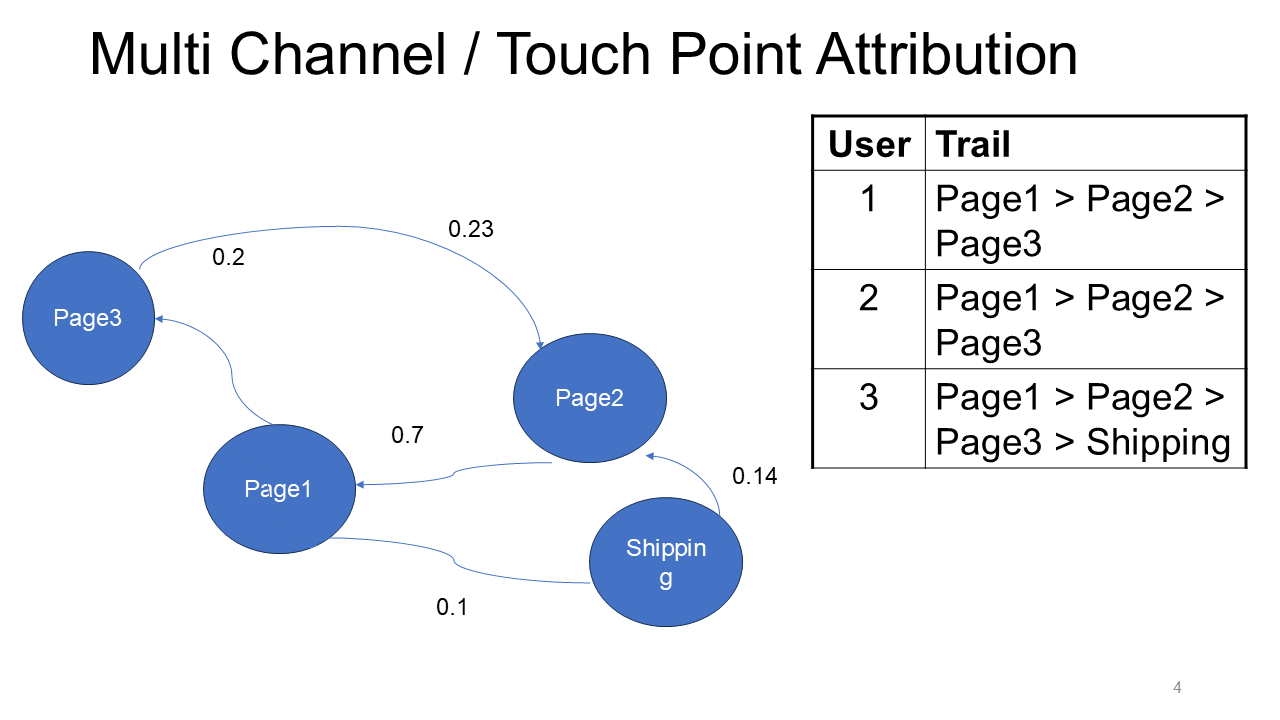 Multi Channel / Touch Point Attribution
User Trail
1 Page1 > Page2 >
Page3
2 Page1 > Page2 >
Page3
3 Page1 > Page2 >
Page3 > Shipping
0.23
0.2
Page3
Page2
0.7
0.14
Page1
Shippin
g
0.1
4